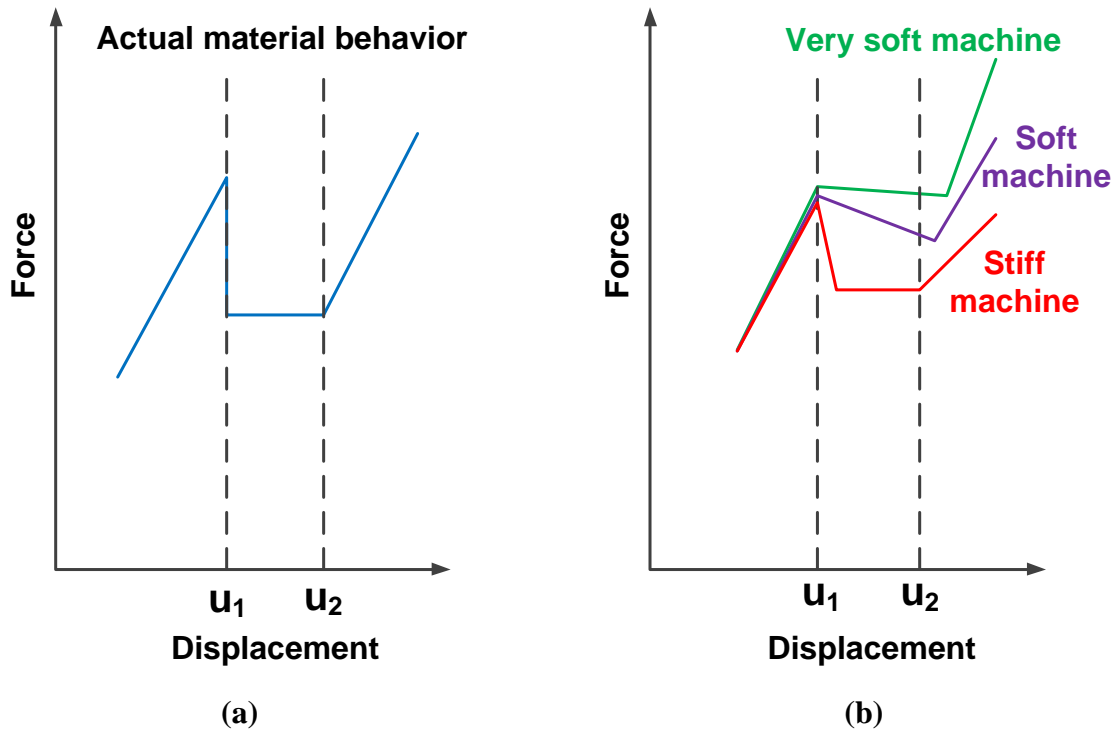 Actual material behavior
Force
u₁
u₂
Displacement
(a)
Very soft machine
Soft
machine
Stiff
machine
Force
u₁
u₂
Displacement
(b)